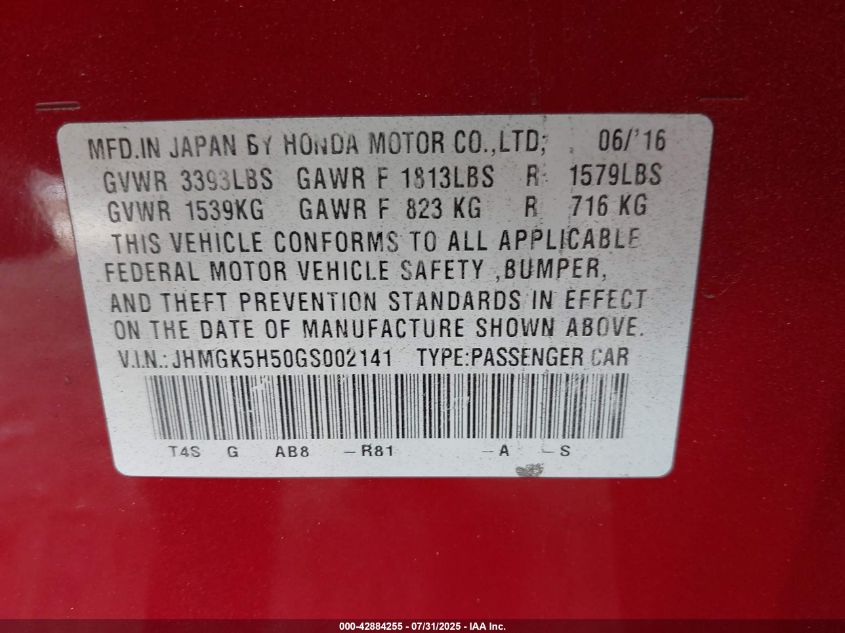 MFD.IN JAPAN BY HONDA MOTOR CO.,LTD; 06/'16
GVWR 3393LBS GAWR F 1813LBS R 1579LBS
GVWR 1539KG GAWR F 823 KG R 716 KG
THIS VEHICLE CONFORMS TO ALL APPLICABLE
FEDERAL MOTOR VEHICLE SAFETY ,BUMPER,
AND THEFT PREVENTION STANDARDS IN EFFECT
ON THE DATE OF MANUFACTURE SHOWN ABOVE.
V.I.N.:JHMGK5H50GS002141 TYPE:PASSENGER CAR
T4S G AB8 -R81 -A -S
000-42884255 - 07/31/2025 - IAA Inc.